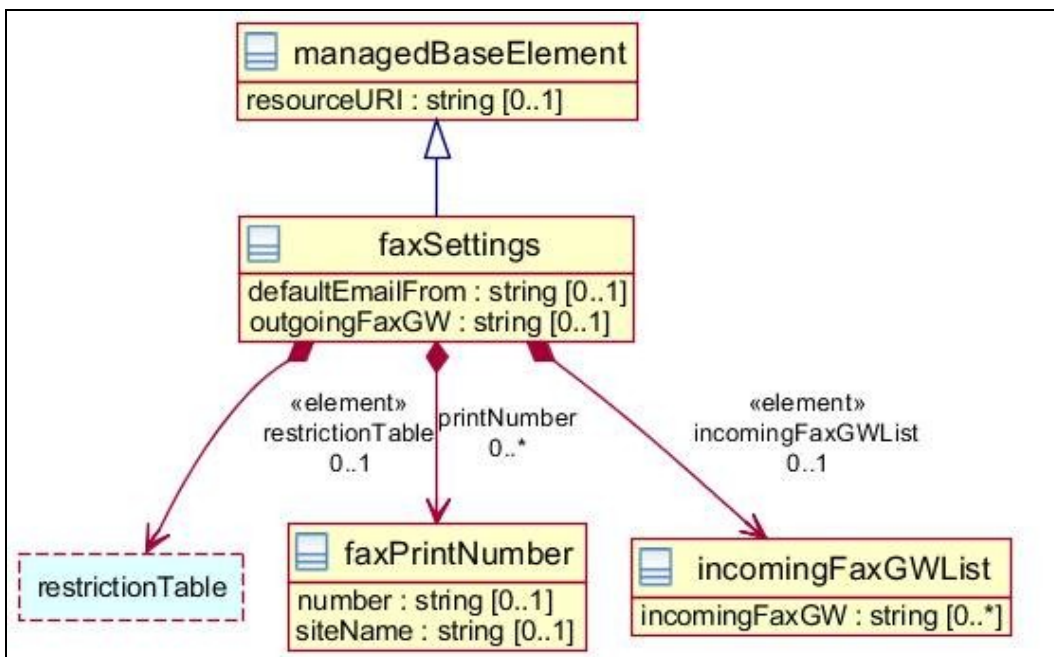 managedBaseElement
resourceURI : string [0..1]
faxSettings
defaultEmailFrom : string [0..1]
outgoingFaxGW : string [0..1]
«element»
restrictionTable
0..1
printNumber
0..*
«element»
incomingFaxGWList
0..1
restrictionTable
faxPrintNumber
number : string [0..1]
siteName : string [0..1]
incomingFaxGWList
incomingFaxGW : string [0..*]